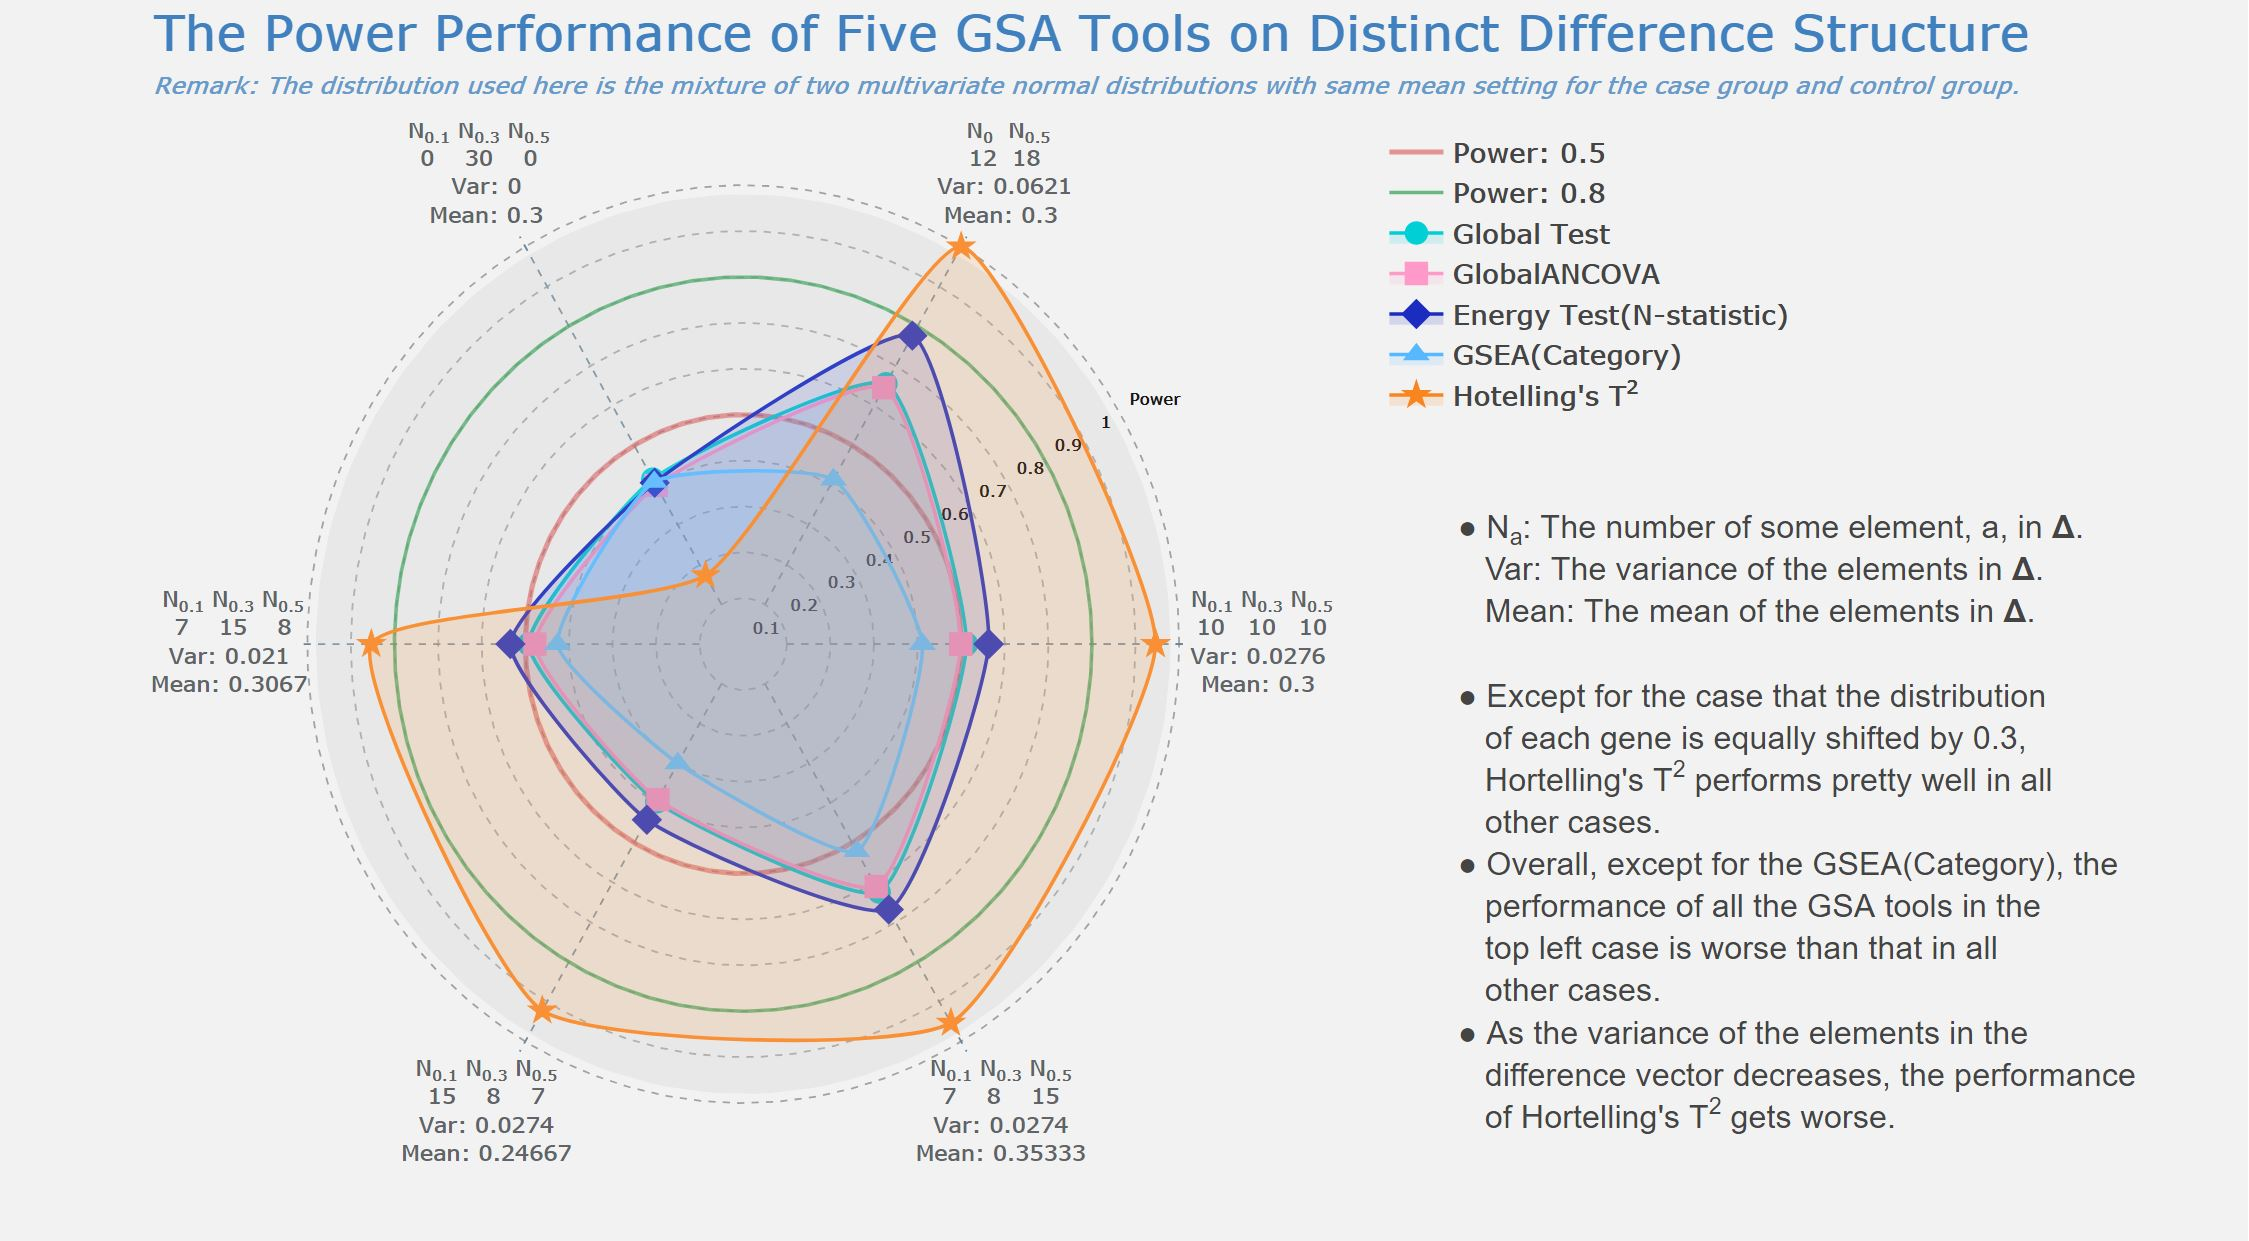 The Power Performance of Five GSA Tools on Distinct Difference Structure
Remark: The distribution used here is the mixture of two multivariate normal distributions with same mean setting for the case group and control group.
N0.1 N0.3 N0.5
0 30 0
Var: 0
Mean: 0.3
N0 N0.5
12 18
Var: 0.0621
Mean: 0.3
Power: 0.5
Power: 0.8
Global Test
GlobalANCOVA
Energy Test(N-statistic)
GSEA(Category)
Hotelling's T²
Power
1
0.9
0.8
0.7
0.6
0.5
0.4
0.3
0.2
0.1
N0.1 N0.3 N0.5
7 15 8
Var: 0.021
Mean: 0.3067
N0.1 N0.3 N0.5
10 10 10
Var: 0.0276
Mean: 0.3
N0.1 N0.3 N0.5
15 8 7
Var: 0.0274
Mean: 0.24667
N0.1 N0.3 N0.5
7 8 15
Var: 0.0274
Mean: 0.35333
● Na: The number of some element, a, in Δ.
Var: The variance of the elements in Δ.
Mean: The mean of the elements in Δ.
● Except for the case that the distribution
of each gene is equally shifted by 0.3,
Hortelling's T² performs pretty well in all
other cases.
● Overall, except for the GSEA(Category), the
performance of all the GSA tools in the
top left case is worse than that in all
other cases.
● As the variance of the elements in the
difference vector decreases, the performance
of Hortelling's T² gets worse.